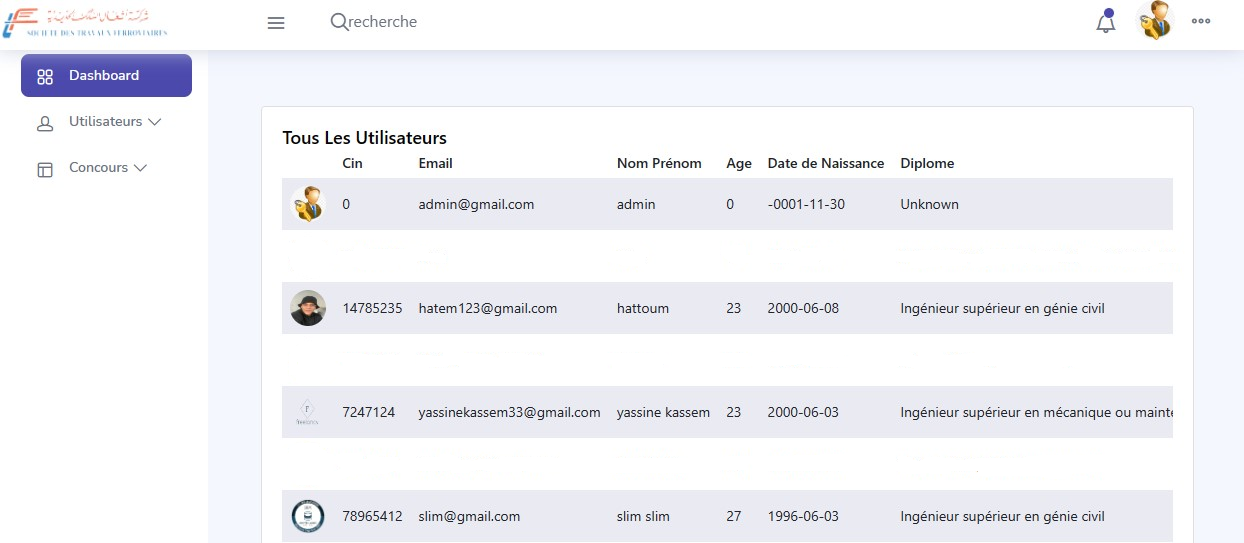 SOCIETE DES TRAVAUX FERROVIAIRES
recherche
Dashboard
Utilisateurs
Concours
Tous Les Utilisateurs
Cin Email Nom Prénom Age Date de Naissance Diplome
0 admin@gmail.com admin 0 -0001-11-30 Unknown
14785235 hatem123@gmail.com hattoum 23 2000-06-08 Ingénieur supérieur en génie civil
7247124 yassinekassem33@gmail.com yassine kassem 23 2000-06-03 Ingénieur supérieur en mécanique ou mainte
78965412 slim@gmail.com slim slim 27 1996-06-03 Ingénieur supérieur en génie civil